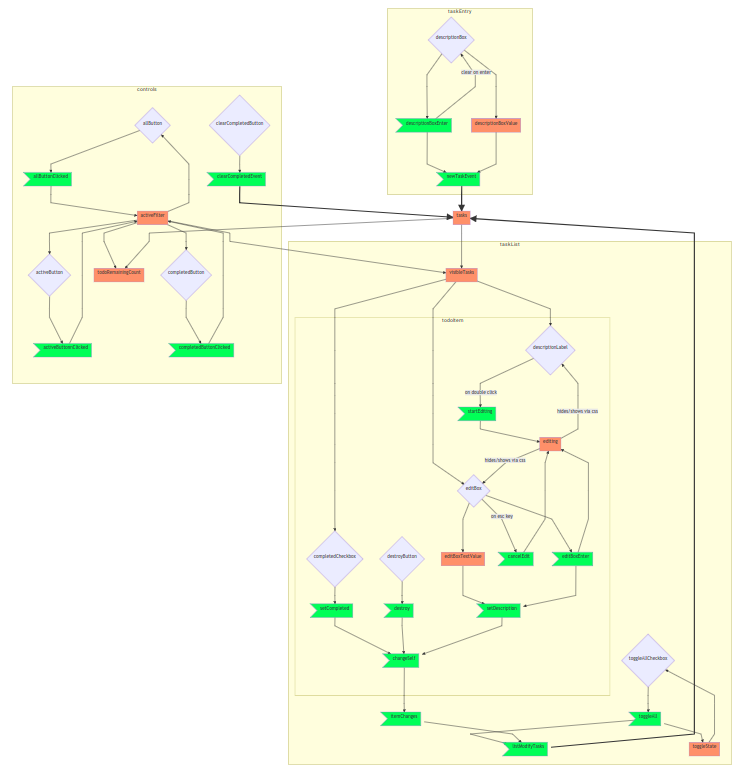 taskEntry
descriptionBox
clear on enter
descriptionBoxEnter
descriptionBoxValue
newTaskEvent
controls
allButton
clearCompletedButton
allButtonClicked
clearCompletedEvent
activeFilter
tasks
taskList
activeButton
todoRemainingCount
completedButton
visibleTasks
todoItem
activeButtonClicked
completedButtonClicked
descriptionLabel
on double-click
startEditing
hides/shows via css
editing
hides/shows via css
editBox
on esc key
completedCheckbox
destroyButton
editBoxTextValue
cancelEdit
editBoxEnter
setCompleted
destroy
setDescription
changeSelf
toggleAllCheckbox
itemChanges
toggleAll
listModifyTasks
toggleState